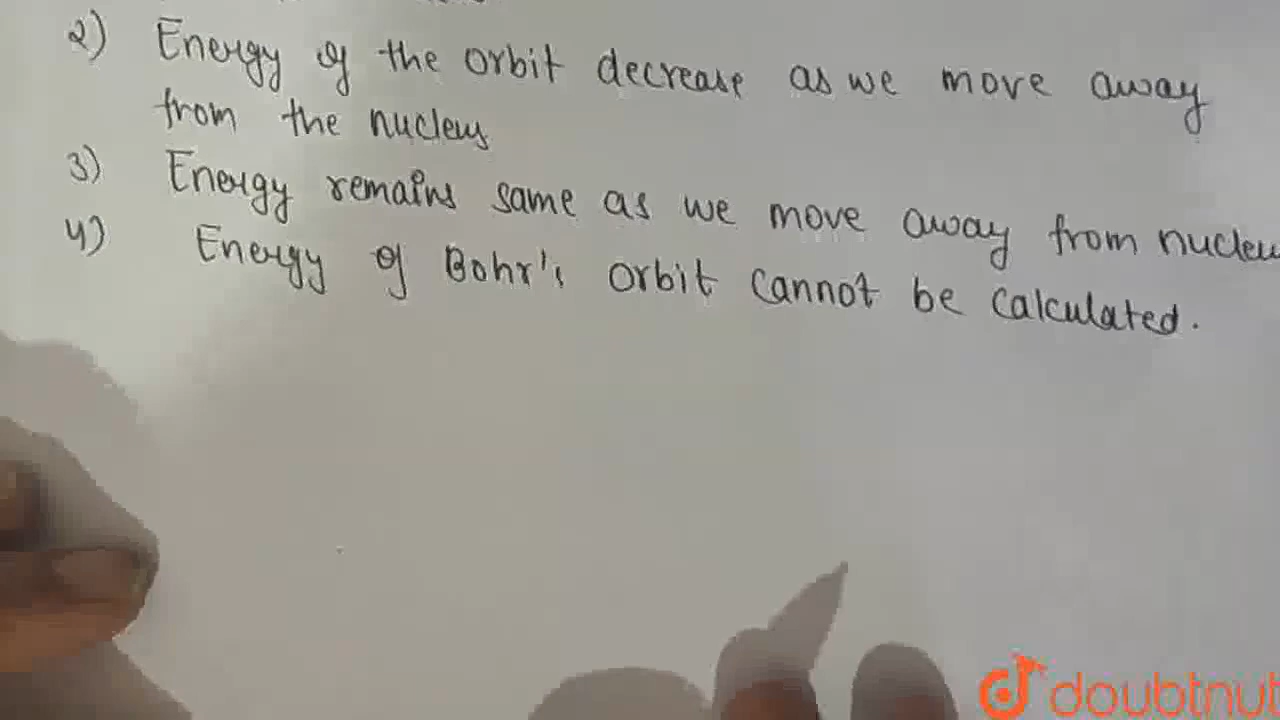 2) Energy of the orbit decrease as we move away
from the nucleus
3) Energy remains same as we move away from nucleu
4) Energy of Bohr's orbit cannot be calculated.
doubtnut